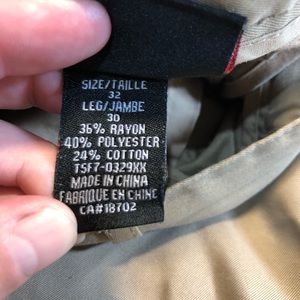 SIZE/TAILLE
32
LEG/JAMBE
30
36% RAYON
40% POLYESTER
24% COTTON
TSF7-0329XX
MADE IN CHINA
FABRIQUE EN CHINE
CA#18702